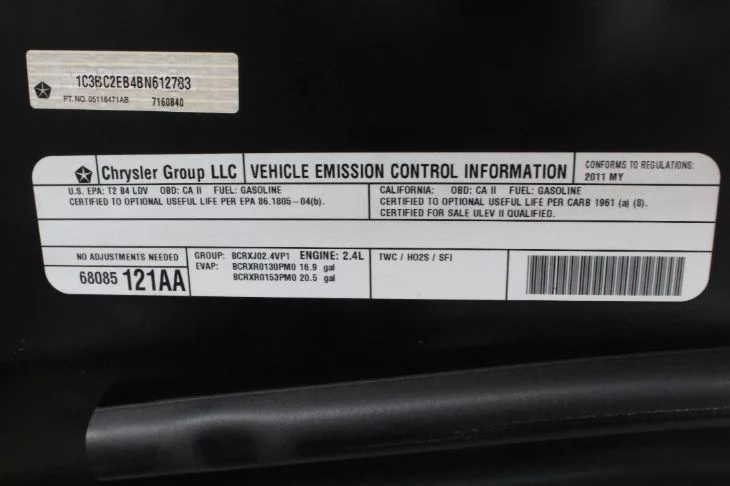 1C3BC2EB4BN612783
PT. NO. 05116471AB 7160840
Chrysler Group LLC VEHICLE EMISSION CONTROL INFORMATION CONFORMS TO REGULATIONS:
2011 MY
U.S. EPA: T2 B4 LDV OBD: CA II FUEL: GASOLINE
CERTIFIED TO OPTIONAL USEFUL LIFE PER EPA 86.1805-04(b).
CALIFORNIA: OBD: CA II FUEL: GASOLINE
CERTIFIED TO OPTIONAL USEFUL LIFE PER CARB 1961 (a) (8).
CERTIFIED FOR SALE ULEV II QUALIFIED.
NO ADJUSTMENTS NEEDED
68085 121AA
GROUP: BCRXJ02.4VP1 ENGINE: 2.4L
EVAP: BCRXR0130PM0 16.9 gal
BCRXR0153PM0 20.5 gal
TWC / HO2S / SFI